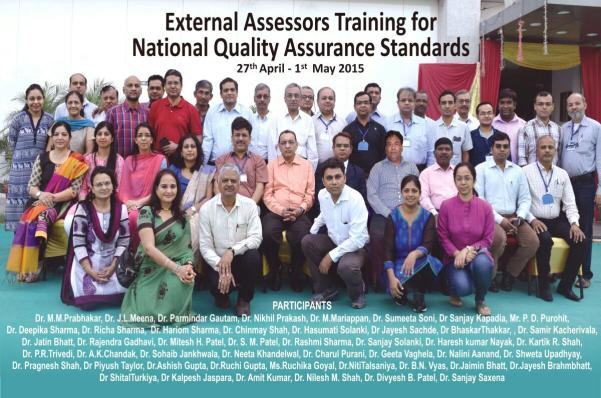 External Assessors Training for
National Quality Assurance Standards
27th April - 1st May 2015
PARTICIPANTS
Dr. M.M.Prabhakar, Dr. J.L.Meena, Dr. Parmindar Gautam, Dr. Nikhil Prakash, Dr. M.Mariappan, Dr. Sumeeta Soni, Dr Sanjay Kapadia, Mr. P. D. Purohit,
Dr. Deepika Sharma, Dr. Richa Sharma, Dr. Hariom Sharma, Dr. Chinmay Shah, Dr. Hasumati Solanki, Dr Jayesh Sachde, Dr BhaskarThakkar, , Dr. Samir Kacherivala,
Dr. Jatin Bhatt, Dr. Rajendra Gadhavi, Dr. Mitesh H. Patel, Dr. S. M. Patel, Dr. Rashmi Sharma, Dr. Sanjay Solanki, Dr. Haresh kumar Nayak, Dr. Kartik R. Shah,
Dr. P.R.Trivedi, Dr. A.K.Chandak, Dr. Sohaib Jankhwala, Dr. Neeta Khandelwal, Dr. Charul Purani, Dr. Geeta Vaghela, Dr. Nalini Aanand, Dr. Shweta Upadhyay,
Dr. Pragnesh Shah, Dr Piyush Taylor, Dr.Ashish Gupta, Dr.Ruchi Gupta, Ms.Ruchika Goyal, Dr.NitiTalsaniya, Dr. B.N. Vyas, Dr.Jaimin Bhatt, Dr.Jayesh Brahmbhatt,
Dr ShitalTurkiya, Dr Kalpesh Jaspara, Dr. Amit Kumar, Dr. Nilesh M. Shah, Dr. Divyesh B. Patel, Dr. Sanjay Saxena